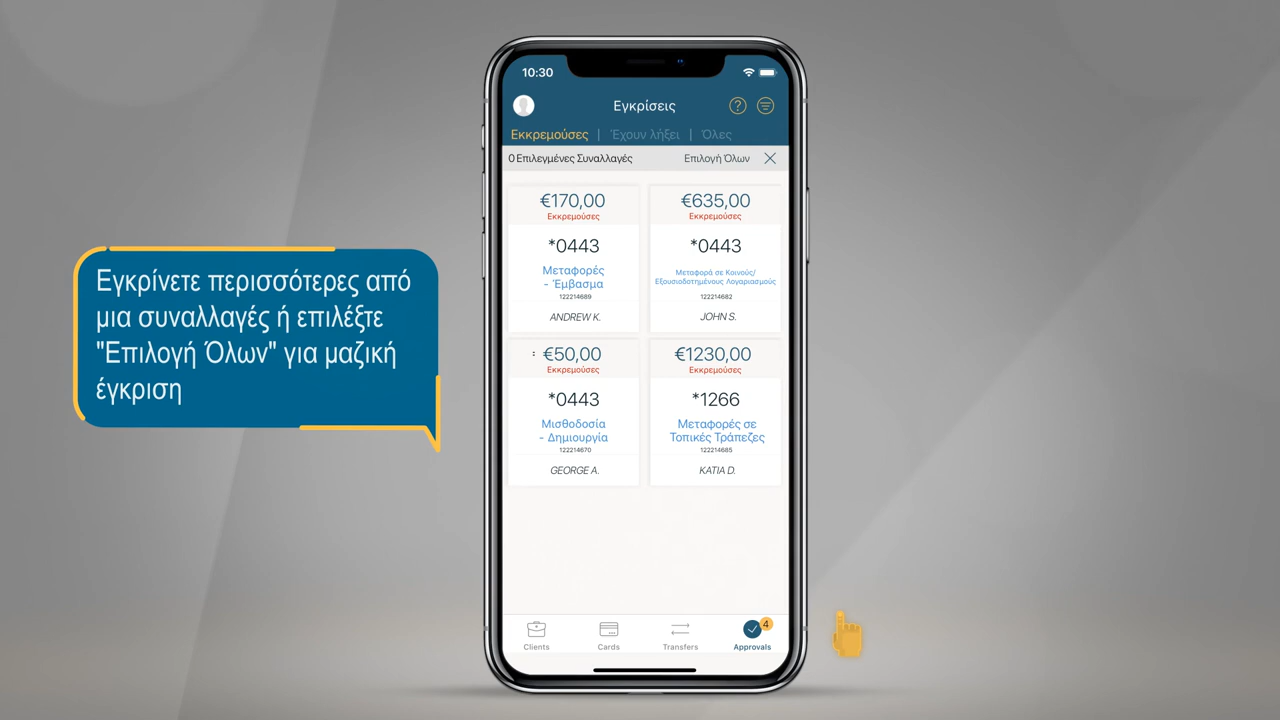 10:30
Εγκρίσεις
?
Εκκρεμούσες | Έχουν λήξει | Όλες
0 Επιλεγμένες Συναλλαγές Επιλογή Όλων
€170,00
Εκκρεμούσες
*0443
Μεταφορές
- Έμβασμα
122214689
ANDREW K.
€635,00
Εκκρεμούσες
*0443
Μεταφορά σε Κοινούς/
Εξουσιοδοτημένους Λογαριασμούς
122214682
JOHN S.
: €50,00
Εκκρεμούσες
*0443
Μισθοδοσία
- Δημιουργία
122214670
GEORGE A.
€1230,00
Εκκρεμούσες
*1266
Μεταφορές σε
Τοπικές Τράπεζες
122214685
KATIA D.
Clients
Cards
Transfers
4
Approvals
Εγκρίνετε περισσότερες από
μια συναλλαγές ή επιλέξτε
"Επιλογή Όλων" για μαζική
έγκριση